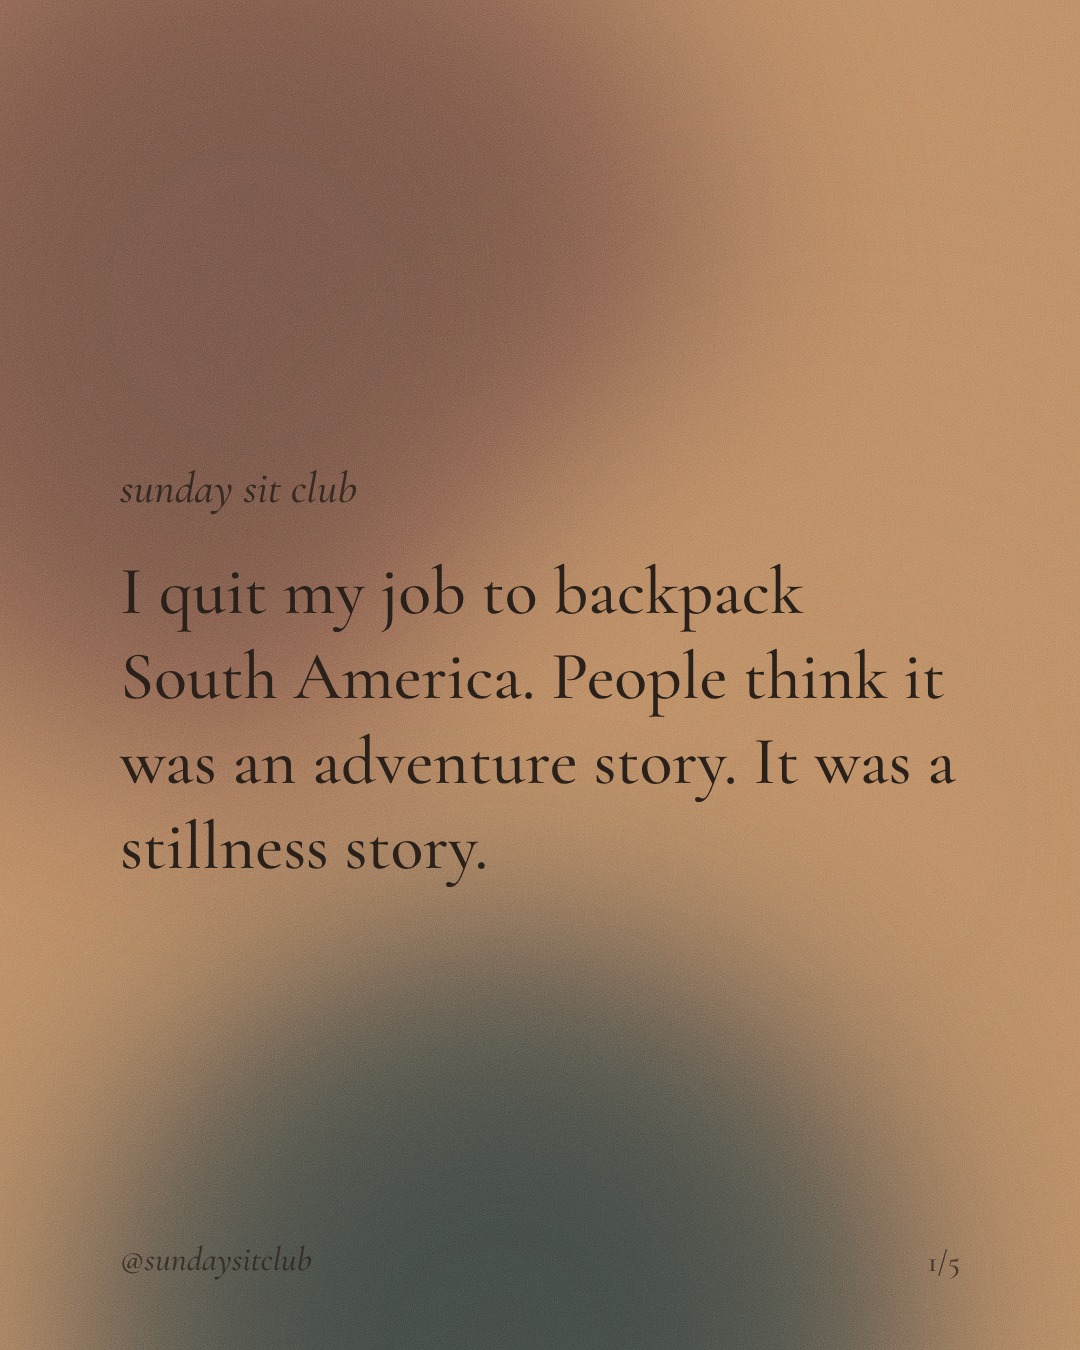 sunday sit club
I quit my job to backpack
South America. People think it
was an adventure story. It was a
stillness story.
@sundaysitclub
1/5